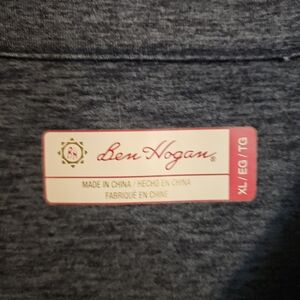 Ben Hogan®
MADE IN CHINA / HECHO EN CHINA
FABRIQUÉ EN CHINE
XL / EG / TG